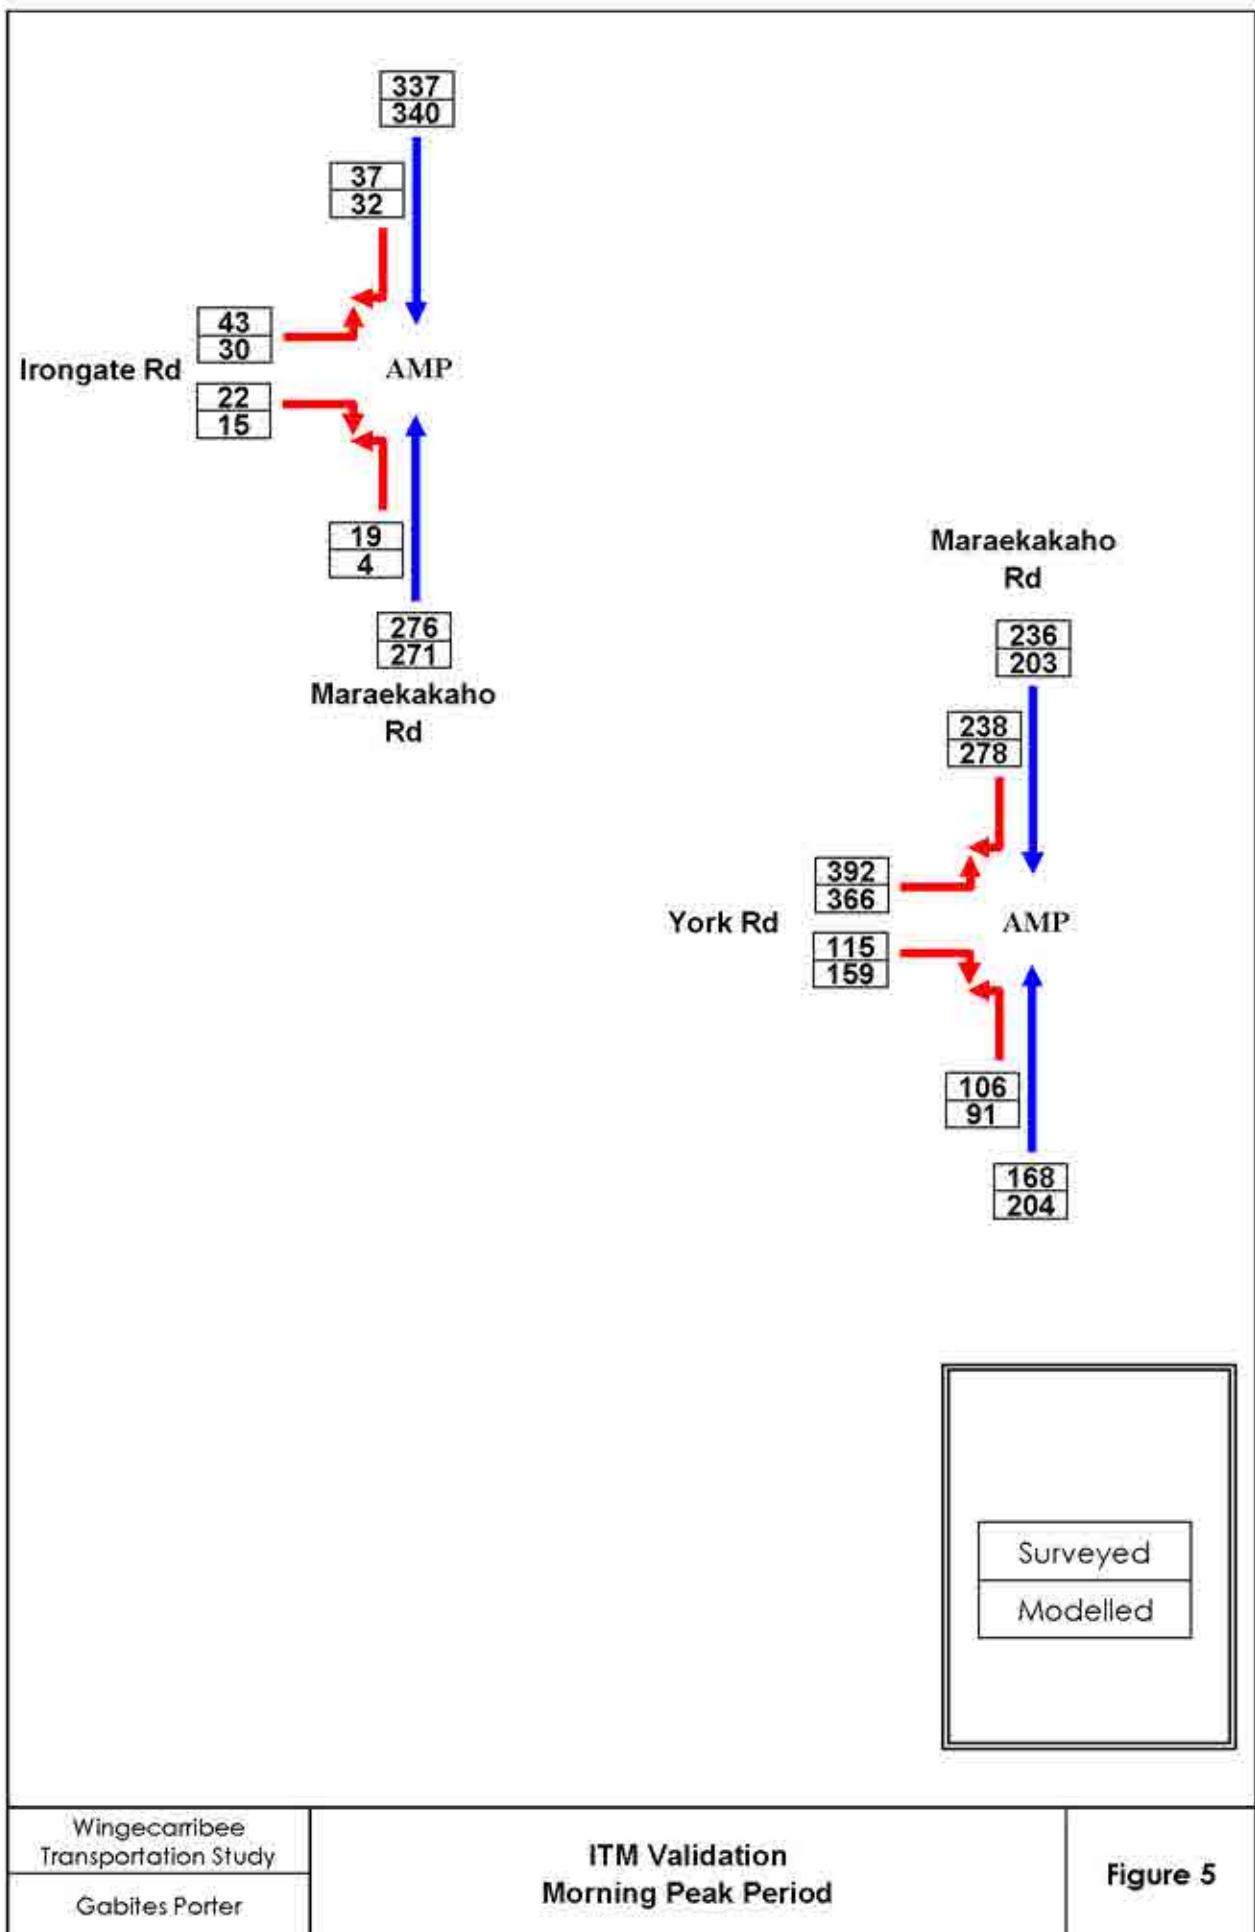 337
340
37
32
43
30
Irongate Rd
AMP
22
15
19
4
276
271
Maraekakaho
Rd
Maraekakaho
Rd
236
203
238
278
392
366
York Rd
AMP
115
159
106
91
168
204
Surveyed
Modelled
Wingecarribee
Transportation Study
Gabites Porter
ITM Validation
Morning Peak Period
Figure 5